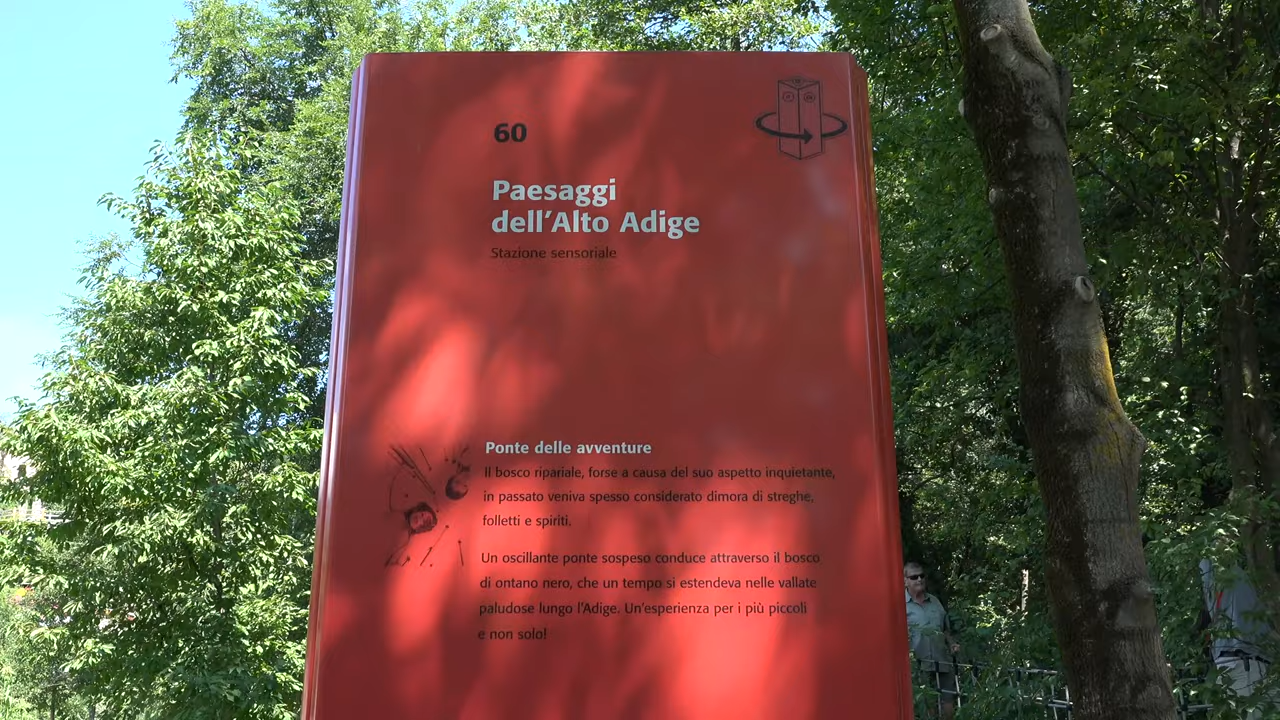 60
Paesaggi
dell'Alto Adige
Stazione sensoriale
Ponte delle avventure
Il bosco ripariale, forse a causa del suo aspetto inquietante,
in passato veniva spesso considerato dimora di streghe,
folletti e spiriti.
Un oscillante ponte sospeso conduce attraverso il bosco
di ontano nero, che un tempo si estendeva nelle vallate
paludose lungo l'Adige. Un'esperienza per i più piccoli
e non solo!